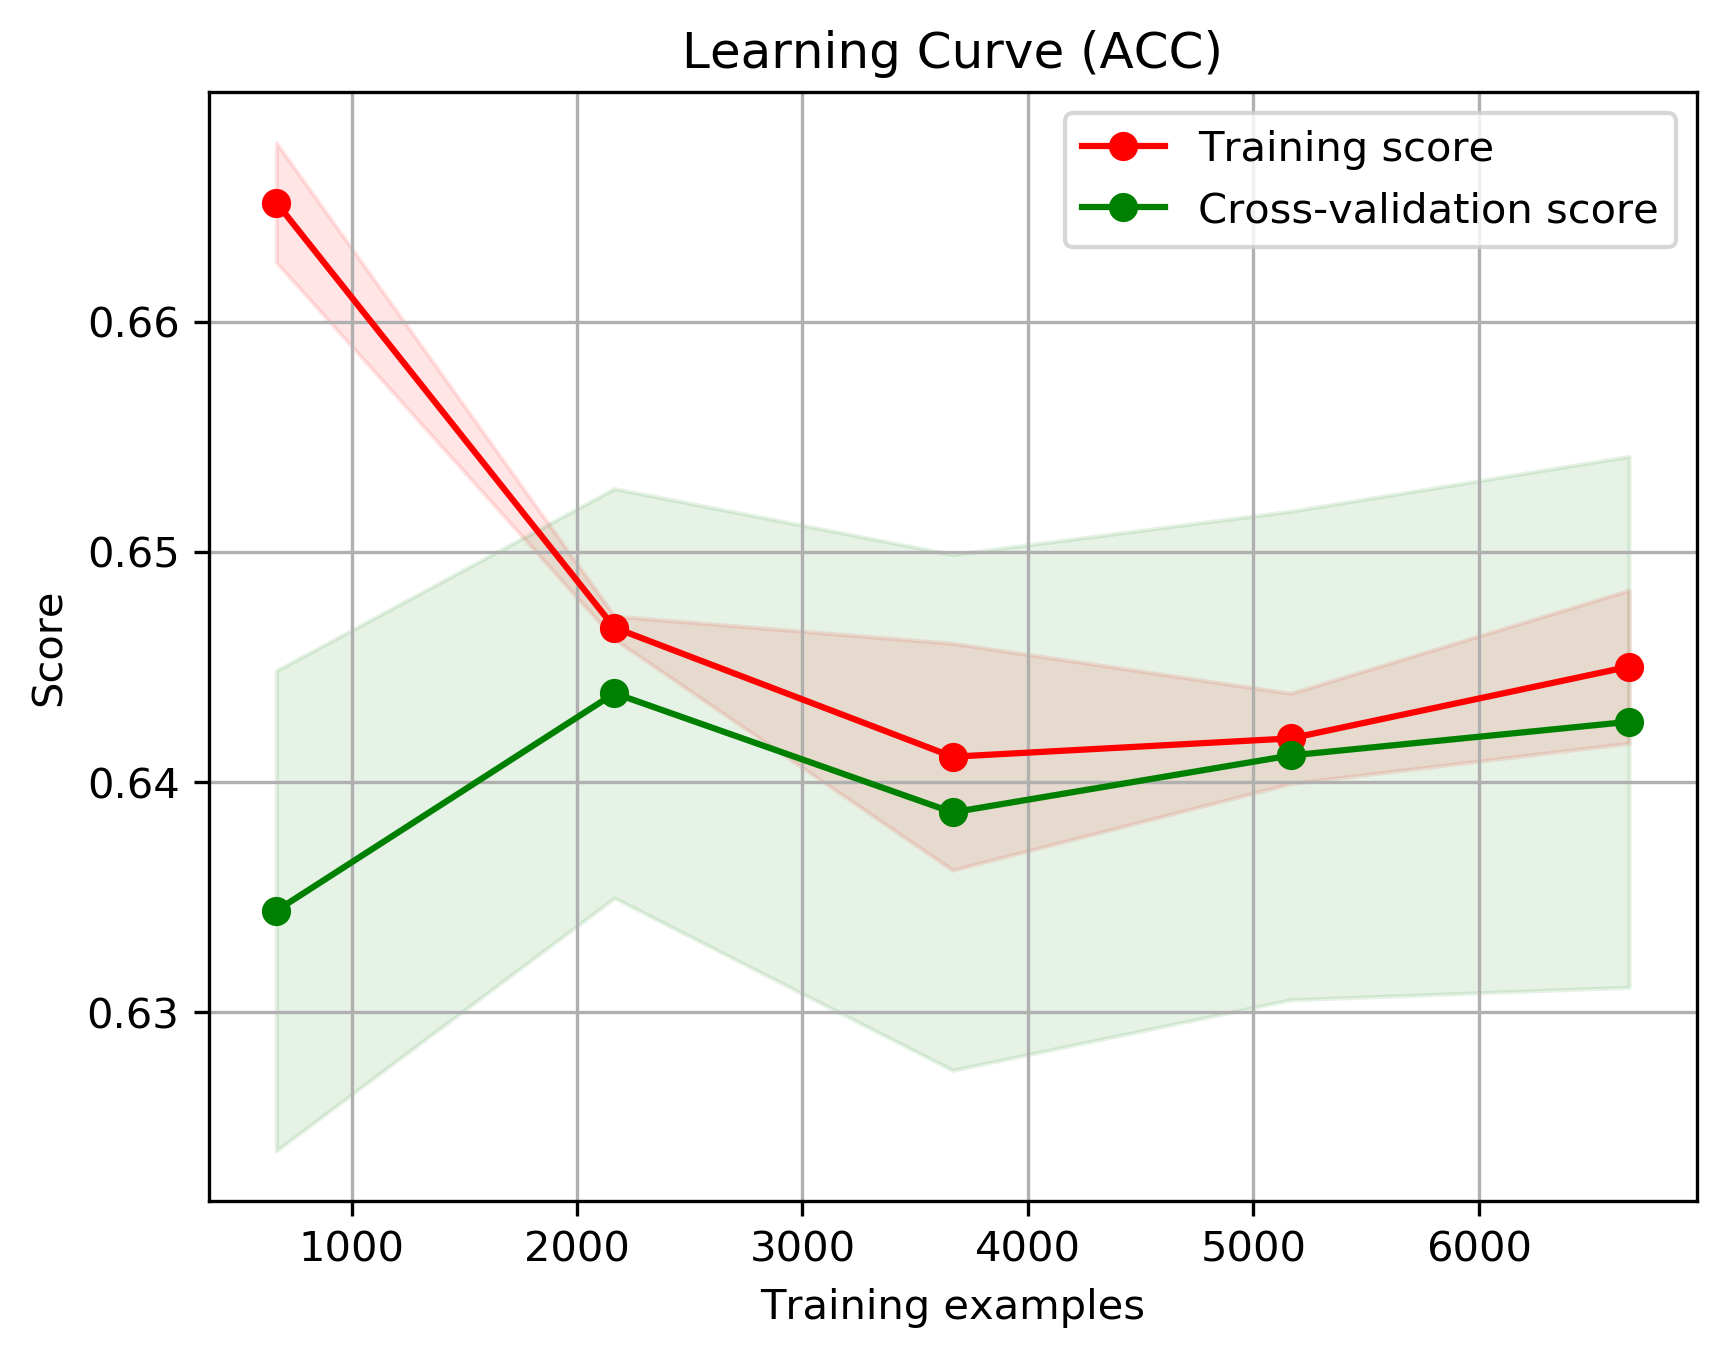 Learning Curve (ACC)
Training score
Cross-validation score
0.66
0.65
0.64
0.63
Score
1000 2000 3000 4000 5000 6000
Training examples